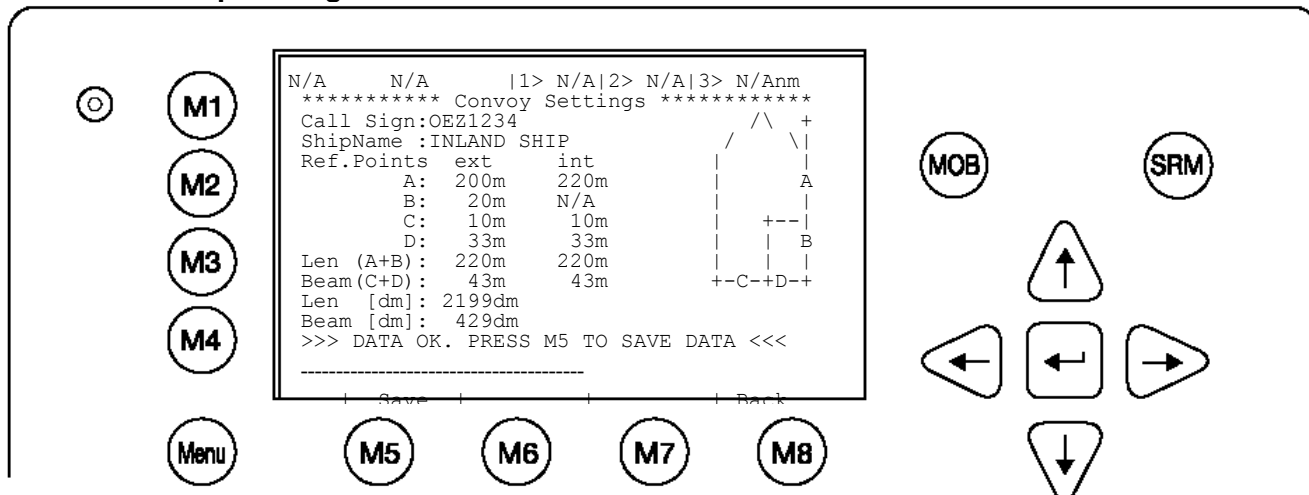 N/A N/A |1> N/A|2> N/A|3> N/Anm
*********** Convoy Settings ************
Call Sign:OEZ1234 /\ +
ShipName :INLAND SHIP / \|
Ref.Points ext int | |
A: 200m 220m | A
B: 20m N/A | |
C: 10m 10m | +--|
D: 33m 33m | | B
Len (A+B): 220m 220m | | |
Beam(C+D): 43m 43m +-C-+D-+
Len [dm]: 2199dm
Beam [dm]: 429dm
>>> DATA OK. PRESS M5 TO SAVE DATA <<<
----------------------------------------
| Save | | | Back
M1
M2
M3
M4
Menu
M5
M6
M7
M8
MOB
SRM